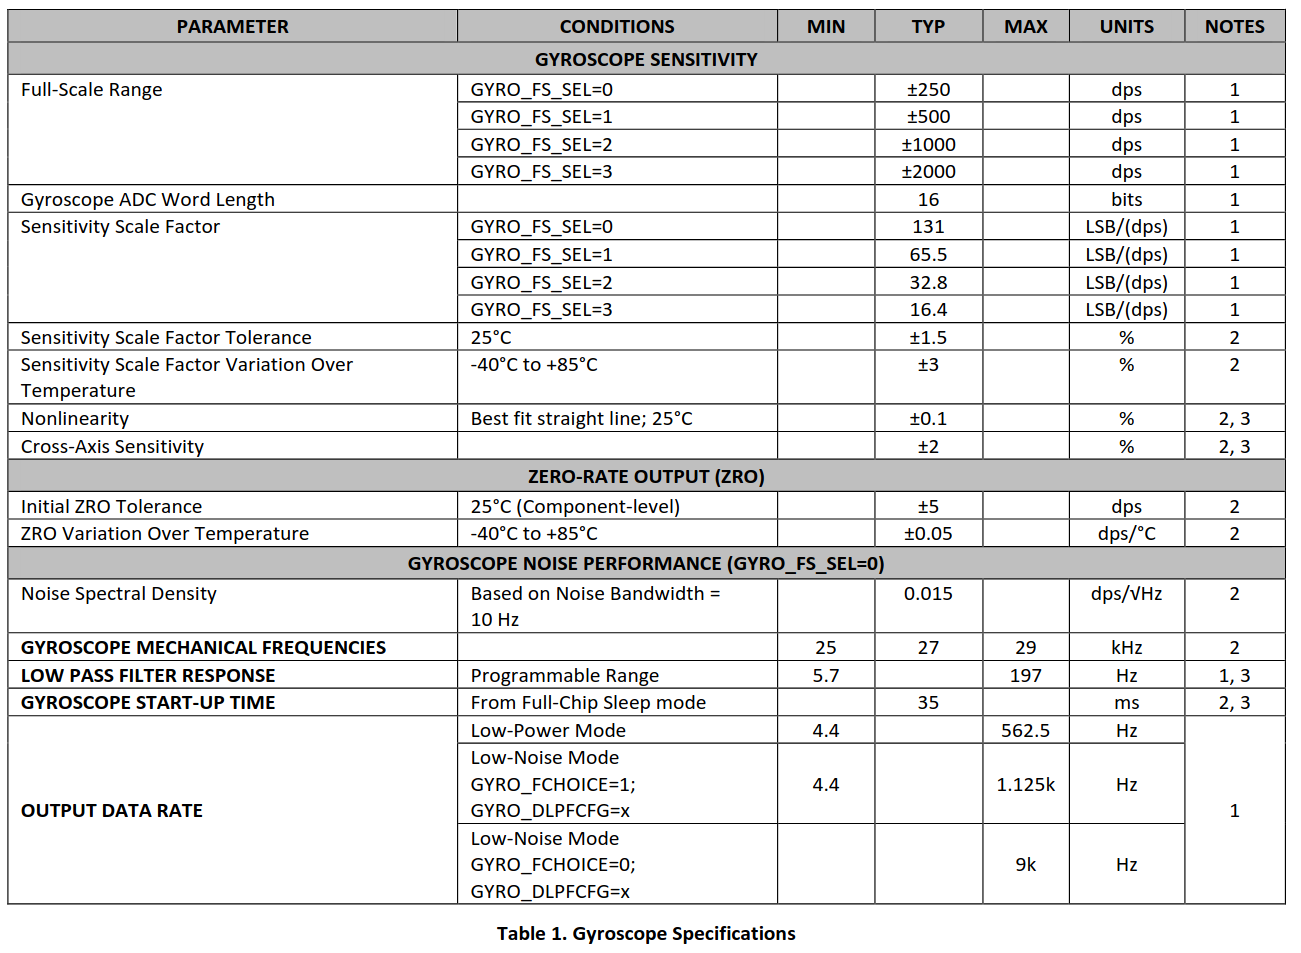 PARAMETER CONDITIONS MIN TYP MAX UNITS NOTES
GYROSCOPE SENSITIVITY
Full-Scale Range GYRO_FS_SEL=0 ±250 dps 1
GYRO_FS_SEL=1 ±500 dps 1
GYRO_FS_SEL=2 ±1000 dps 1
GYRO_FS_SEL=3 ±2000 dps 1
Gyroscope ADC Word Length 16 bits 1
Sensitivity Scale Factor GYRO_FS_SEL=0 131 LSB/(dps) 1
GYRO_FS_SEL=1 65.5 LSB/(dps) 1
GYRO_FS_SEL=2 32.8 LSB/(dps) 1
GYRO_FS_SEL=3 16.4 LSB/(dps) 1
Sensitivity Scale Factor Tolerance 25°C ±1.5 % 2
Sensitivity Scale Factor Variation Over -40°C to +85°C ±3 % 2
Temperature
Nonlinearity Best fit straight line; 25°C ±0.1 % 2, 3
Cross-Axis Sensitivity ±2 % 2, 3
ZERO-RATE OUTPUT (ZRO)
Initial ZRO Tolerance 25°C (Component-level) ±5 dps 2
ZRO Variation Over Temperature -40°C to +85°C ±0.05 dps/°C 2
GYROSCOPE NOISE PERFORMANCE (GYRO_FS_SEL=0)
Noise Spectral Density Based on Noise Bandwidth = 0.015 dps/√Hz 2
10 Hz
GYROSCOPE MECHANICAL FREQUENCIES 25 27 29 kHz 2
LOW PASS FILTER RESPONSE Programmable Range 5.7 197 Hz 1, 3
GYROSCOPE START-UP TIME From Full-Chip Sleep mode 35 ms 2, 3
Low-Power Mode 4.4 562.5 Hz
Low-Noise Mode
GYRO_FCHOICE=1; 4.4 1.125k Hz
GYRO_DLPFCFG=x
OUTPUT DATA RATE 1
Low-Noise Mode
GYRO_FCHOICE=0; 9k Hz
GYRO_DLPFCFG=x
Table 1. Gyroscope Specifications